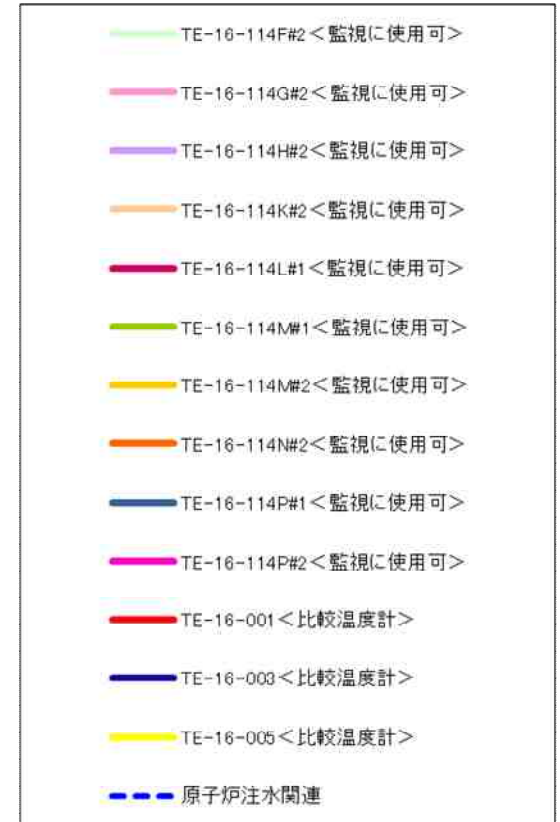 TE-16-114F#2＜監視に使用可＞
TE-16-114G#2＜監視に使用可＞
TE-16-114H#2＜監視に使用可＞
TE-16-114K#2＜監視に使用可＞
TE-16-114L#1＜監視に使用可＞
TE-16-114M#1＜監視に使用可＞
TE-16-114M#2＜監視に使用可＞
TE-16-114N#2＜監視に使用可＞
TE-16-114P#1＜監視に使用可＞
TE-16-114P#2＜監視に使用可＞
TE-16-001＜比較温度計＞
TE-16-003＜比較温度計＞
TE-16-005＜比較温度計＞
原子炉注水関連